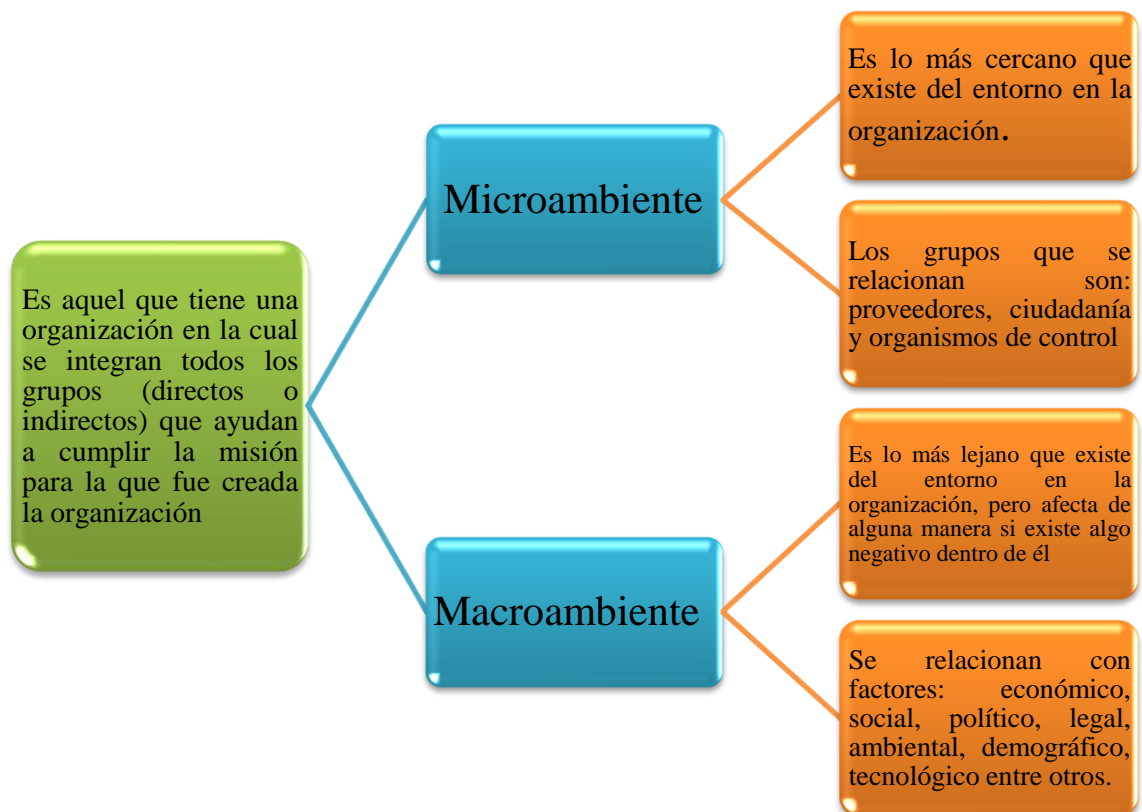 Es aquel que tiene una
organización en la cual
se integran todos los
grupos (directos o
indirectos) que ayudan
a cumplir la misión
para la que fue creada
la organización
Microambiente
Es lo más cercano que
existe del entorno en la
organización.
Los grupos que se
relacionan son:
proveedores, ciudadanía
y organismos de control
Macroambiente
Es lo más lejano que existe
del entorno en la
organización, pero afecta de
alguna manera si existe algo
negativo dentro de él
Se relacionan con
factores: económico,
social, político, legal,
ambiental, demográfico,
tecnológico entre otros.